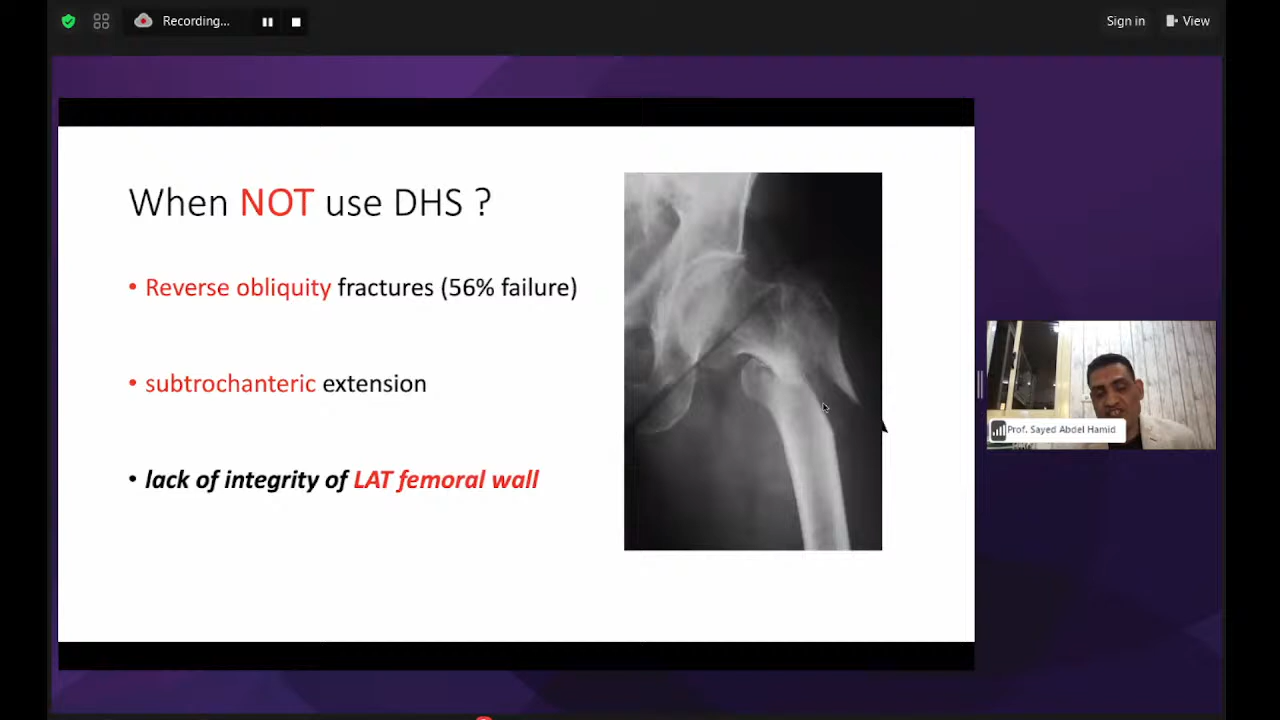 Recording...
Sign in
View
When NOT use DHS ?
• Reverse obliquity fractures (56% failure)
• subtrochanteric extension
• lack of integrity of LAT femoral wall
Prof. Sayed Abdel Hamid